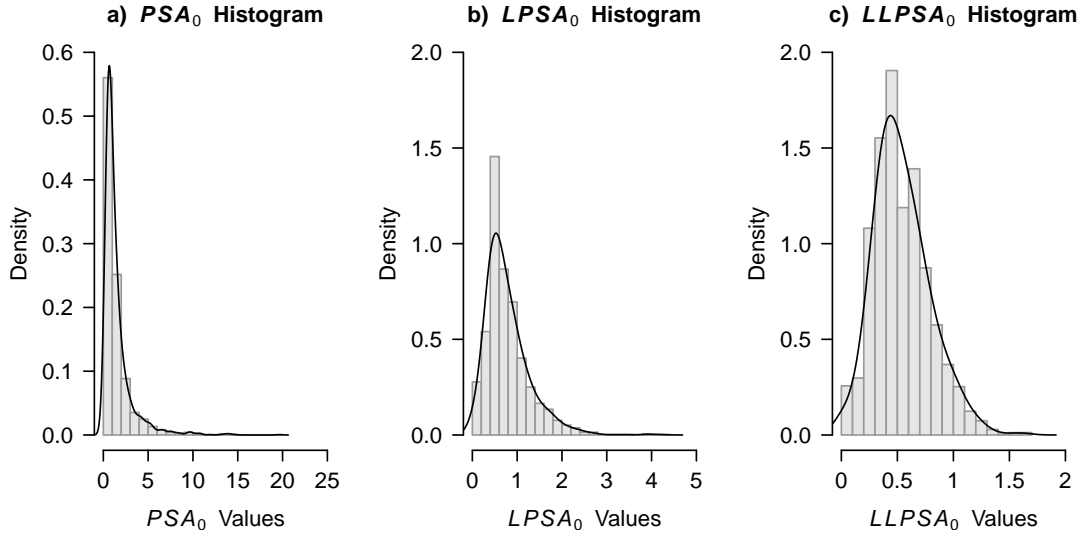 a) PSA₀ Histogram
0.6
0.5
0.4
0.3
0.2
0.1
0.0
Density
0 5 10 15 20 25
PSA₀ Values
b) LPSA₀ Histogram
2.0
1.5
1.0
0.5
0.0
Density
0 1 2 3 4 5
LPSA₀ Values
c) LLPSA₀ Histogram
2.0
1.5
1.0
0.5
0.0
Density
0 0.5 1 1.5 2
LLPSA₀ Values